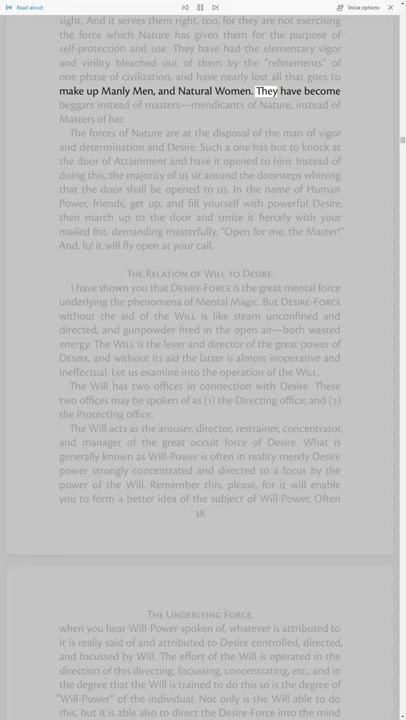 Read aloud
Voice options
sight. And it serves them right, too, for they are not exercising
the force which Nature has given them for the purpose of
self-protection and use. They have had the elementary vigor
and virility bleached out of them by the “refinements” of
one phase of civilization, and have nearly lost all that goes to
make up Manly Men, and Natural Women. They have become
beggars instead of masters—mendicants of Nature, instead of
Masters of her.
The forces of Nature are at the disposal of the man of vigor
and determination and Desire. Such a one has but to knock at
the door of Attainment and have it opened to him. Instead of
doing this, the majority of us sit around the doorsteps whining
that the door shall be opened to us. In the name of Human
Power, friends, get up, and fill yourself with powerful Desire,
then march up to the door and smite it fiercely with your
mailed fist, demanding masterfully, “Open for me, the Master!”
And, lo! it will fly open at your call.
The Relation of Will to Desire.
I have shown you that Desire-Force is the great mental force
underlying the phenomena of Mental Magic. But Desire-Force
without the aid of the Will is like steam unconfined and
directed, and gunpowder fired in the open air—both wasted
energy. The Will is the lever and director of the great power of
Desire, and without its aid the latter is almost inoperative and
ineffectual. Let us examine into the operation of the Will.
The Will has two offices in connection with Desire. These
two offices may be spoken of as (1) the Directing office; and (2)
the Protecting office.
The Will acts as the arouser, director, restrainer, concentrator,
and manager of the great occult force of Desire. What is
generally known as Will-Power is often in reality merely Desire
power strongly concentrated and directed to a focus by the
power of the Will. Remember this, please, for it will enable
you to form a better idea of the subject of Will-Power. Often
38
The Underlying Force.
when you hear Will-Power spoken of, whatever is attributed to
it is really said of and attributed to Desire controlled, directed,
and focussed by Will. The effort of the Will is operated in the
direction of this directing, focussing, concentrating, etc., and in
the degree that the Will is trained to do this so is the degree of
“Will-Power” of the individual. Not only is the Will able to do
this, but it is able also to direct the Desire-Force into the mind